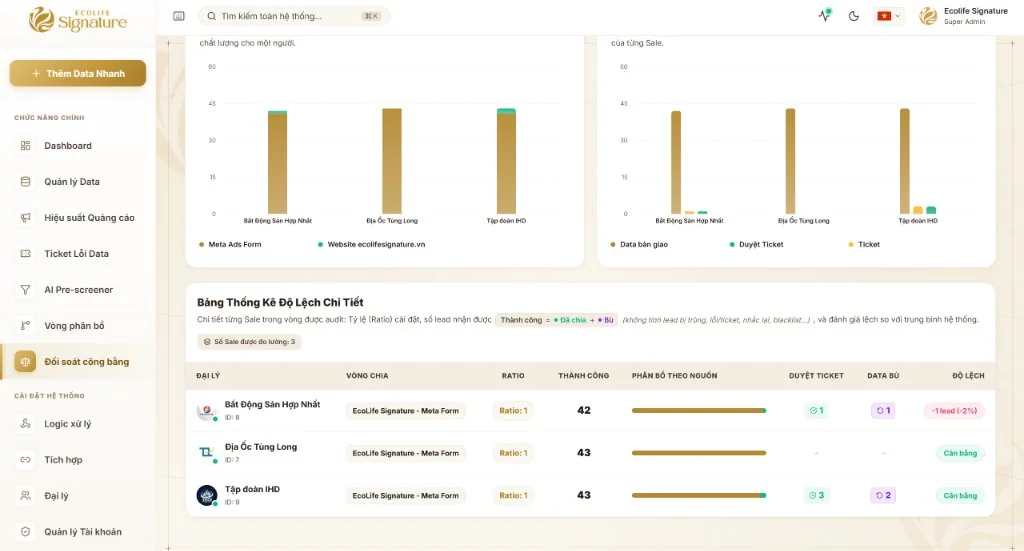 ECOLIFE
Signature
Tìm kiếm toàn hệ thống...
⌘K
Ecolife Signature
Super Admin
+ Thêm Data Nhanh
CHỨC NĂNG CHÍNH
Dashboard
Quản lý Data
Hiệu suất Quảng cáo
Ticket Lỗi Data
AI Pre-screener
Vòng phân bổ
Đối soát công bằng
CÀI ĐẶT HỆ THỐNG
Logic xử lý
Tích hợp
Đại lý
Quản lý Tài khoản
chất lượng cho một người.
60
45
30
15
0
Bất Động Sản Hợp Nhất
Địa Ốc Tùng Long
Tập đoàn IHD
Meta Ads Form
Website ecolifesignature.vn
của từng Sale.
60
45
30
15
0
Bất Động Sản Hợp Nhất
Địa Ốc Tùng Long
Tập đoàn IHD
Data bàn giao
Duyệt Ticket
Ticket
Bảng Thống Kê Độ Lệch Chi Tiết
Chi tiết từng Sale trong vòng được audit: Tỷ lệ (Ratio) cài đặt, số lead nhận được Thành công = Đã chia + Bù (không tính lead bị trùng, lỗi/ticket, nhắc lại, blacklist...) , và đánh giá lệch so với trung bình hệ thống.
Số Sale được đo lường: 3
ĐẠI LÝ VÒNG CHIA RATIO THÀNH CÔNG PHÂN BỔ THEO NGUỒN DUYỆT TICKET DATA BÙ ĐỘ LỆCH
Bất Động Sản Hợp Nhất
ID: 8
EcoLife Signature - Meta Form Ratio: 1 42 1 1 -1 lead (-2%)
Địa Ốc Tùng Long
ID: 7
EcoLife Signature - Meta Form Ratio: 1 43 - - Cân bằng
Tập đoàn IHD
ID: 9
EcoLife Signature - Meta Form Ratio: 1 43 3 2 Cân bằng